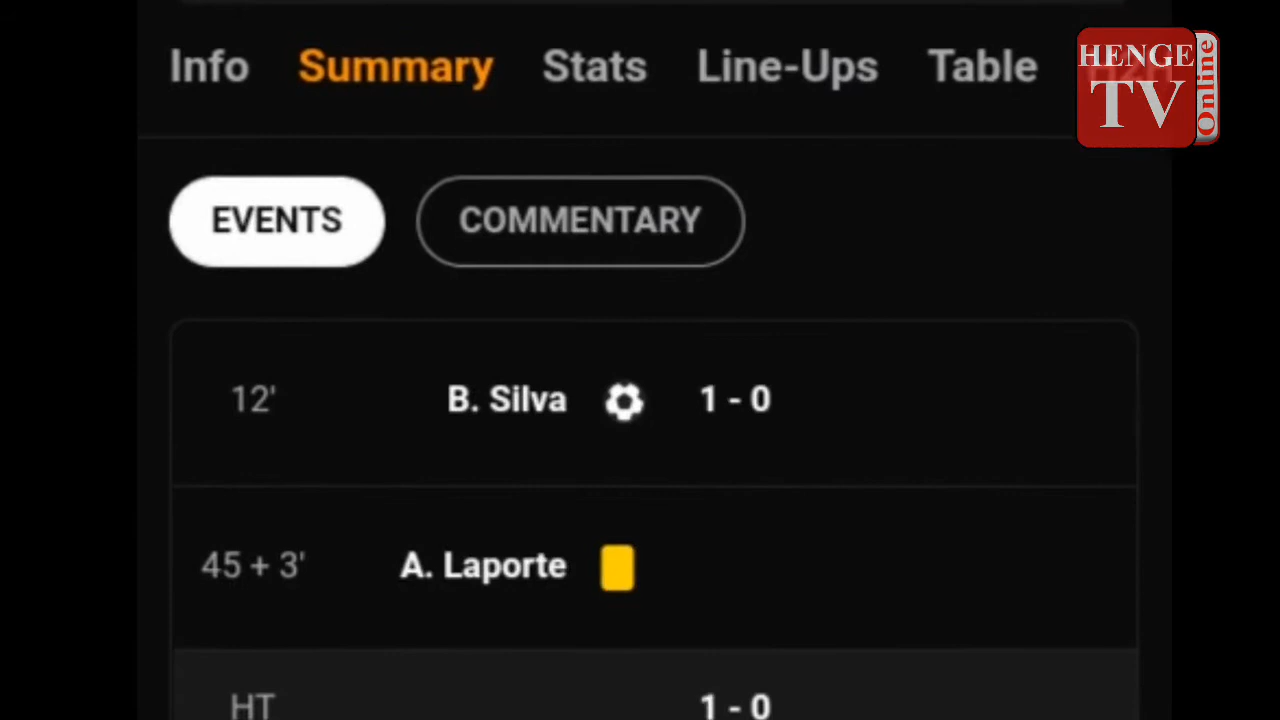 Info Summary Stats Line-Ups Table
HENGE
TV
Online
EVENTS COMMENTARY
12' B. Silva 1 - 0
45 + 3' A. Laporte
HT 1 - 0